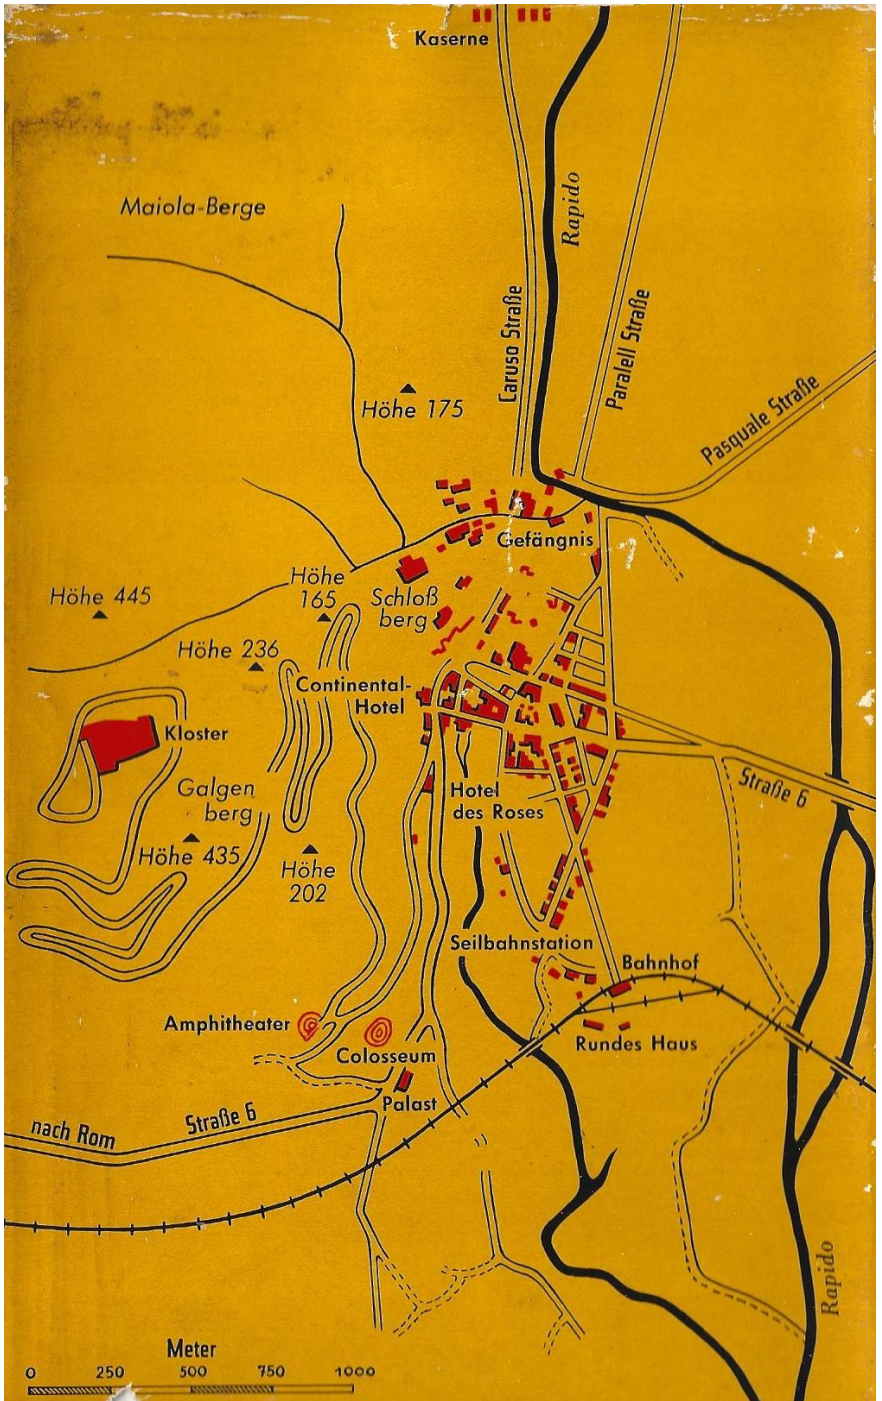 Kaserne
Rapido
Maiola-Berge
Caruso Straße
Paralell Straße
Pasquale Straße
Höhe 175
Gefängnis
Höhe
165
Schloß
berg
Höhe 445
Höhe 236
Continental-
Hotel
Kloster
Galgen
berg
Hotel
des Roses
Straße 6
Höhe 435
Höhe
202
Seilbahnstation
Bahnhof
Amphitheater
Colosseum
Rundes Haus
Palast
nach Rom
Straße 6
Rapido
Meter
0 250 500 750 1000